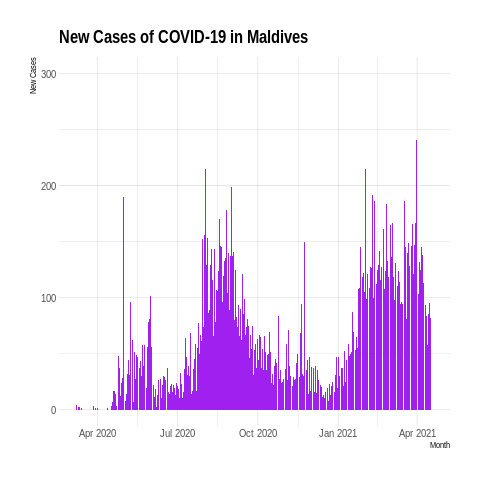 New Cases of COVID-19 in Maldives
New Cases
300
200
100
0
Apr 2020
Jul 2020
Oct 2020
Jan 2021
Apr 2021
Month